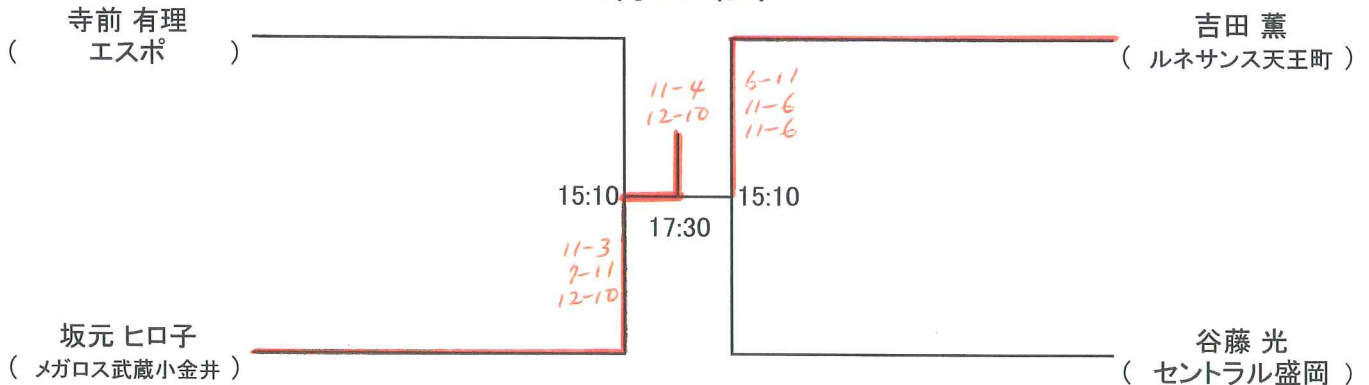 寺前 有理
( エスポ )
吉田 薫
( ルネサンス天王町 )
11-4
12-10
6-11
11-6
11-6
15:10
15:10
17:30
11-3
7-11
12-10
坂元 ヒロ子
( メガロス武蔵小金井 )
谷藤 光
( セントラル盛岡 )